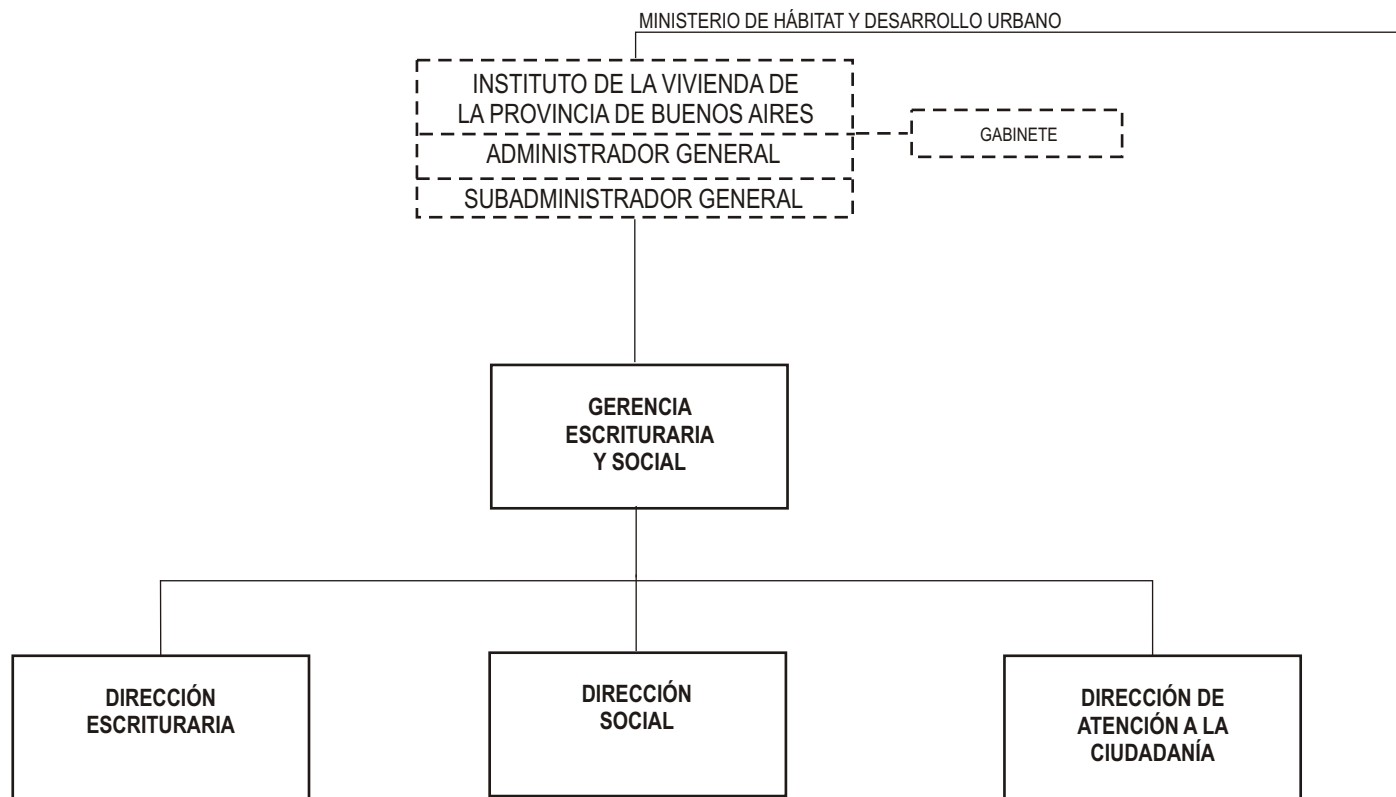 MINISTERIO DE HÁBITAT Y DESARROLLO URBANO
INSTITUTO DE LA VIVIENDA DE
LA PROVINCIA DE BUENOS AIRES
GABINETE
ADMINISTRADOR GENERAL
SUBADMINISTRADOR GENERAL
GERENCIA
ESCRITURARIA
Y SOCIAL
DIRECCIÓN
ESCRITURARIA
DIRECCIÓN
SOCIAL
DIRECCIÓN DE
ATENCIÓN A LA
CIUDADANÍA